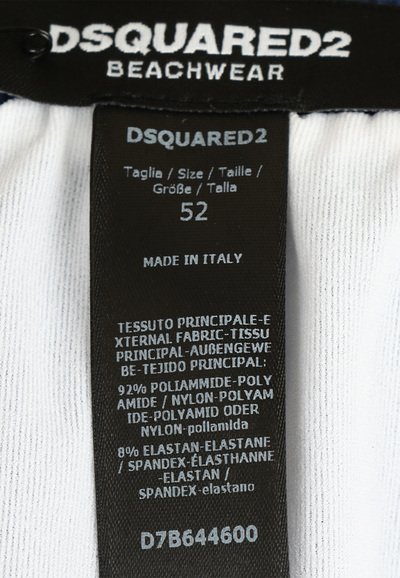 DSQUARED2
BEACHWEAR
DSQUARED2
Taglia / Size / Taille /
Größe / Talla
52
MADE IN ITALY
TESSUTO PRINCIPALE-E
XTERNAL FABRIC-TISSU
PRINCIPAL-AUßENGEWE
BE-TEJIDO PRINCIPAL:
92% POLIAMMIDE-POLY
AMIDE / NYLON-POLYAM
IDE-POLYAMID ODER
NYLON-poliamida
8% ELASTAN-ELASTANE
/ SPANDEX-ÉLASTHANNE
-ELASTAN /
SPANDEX-elastano
D7B644600